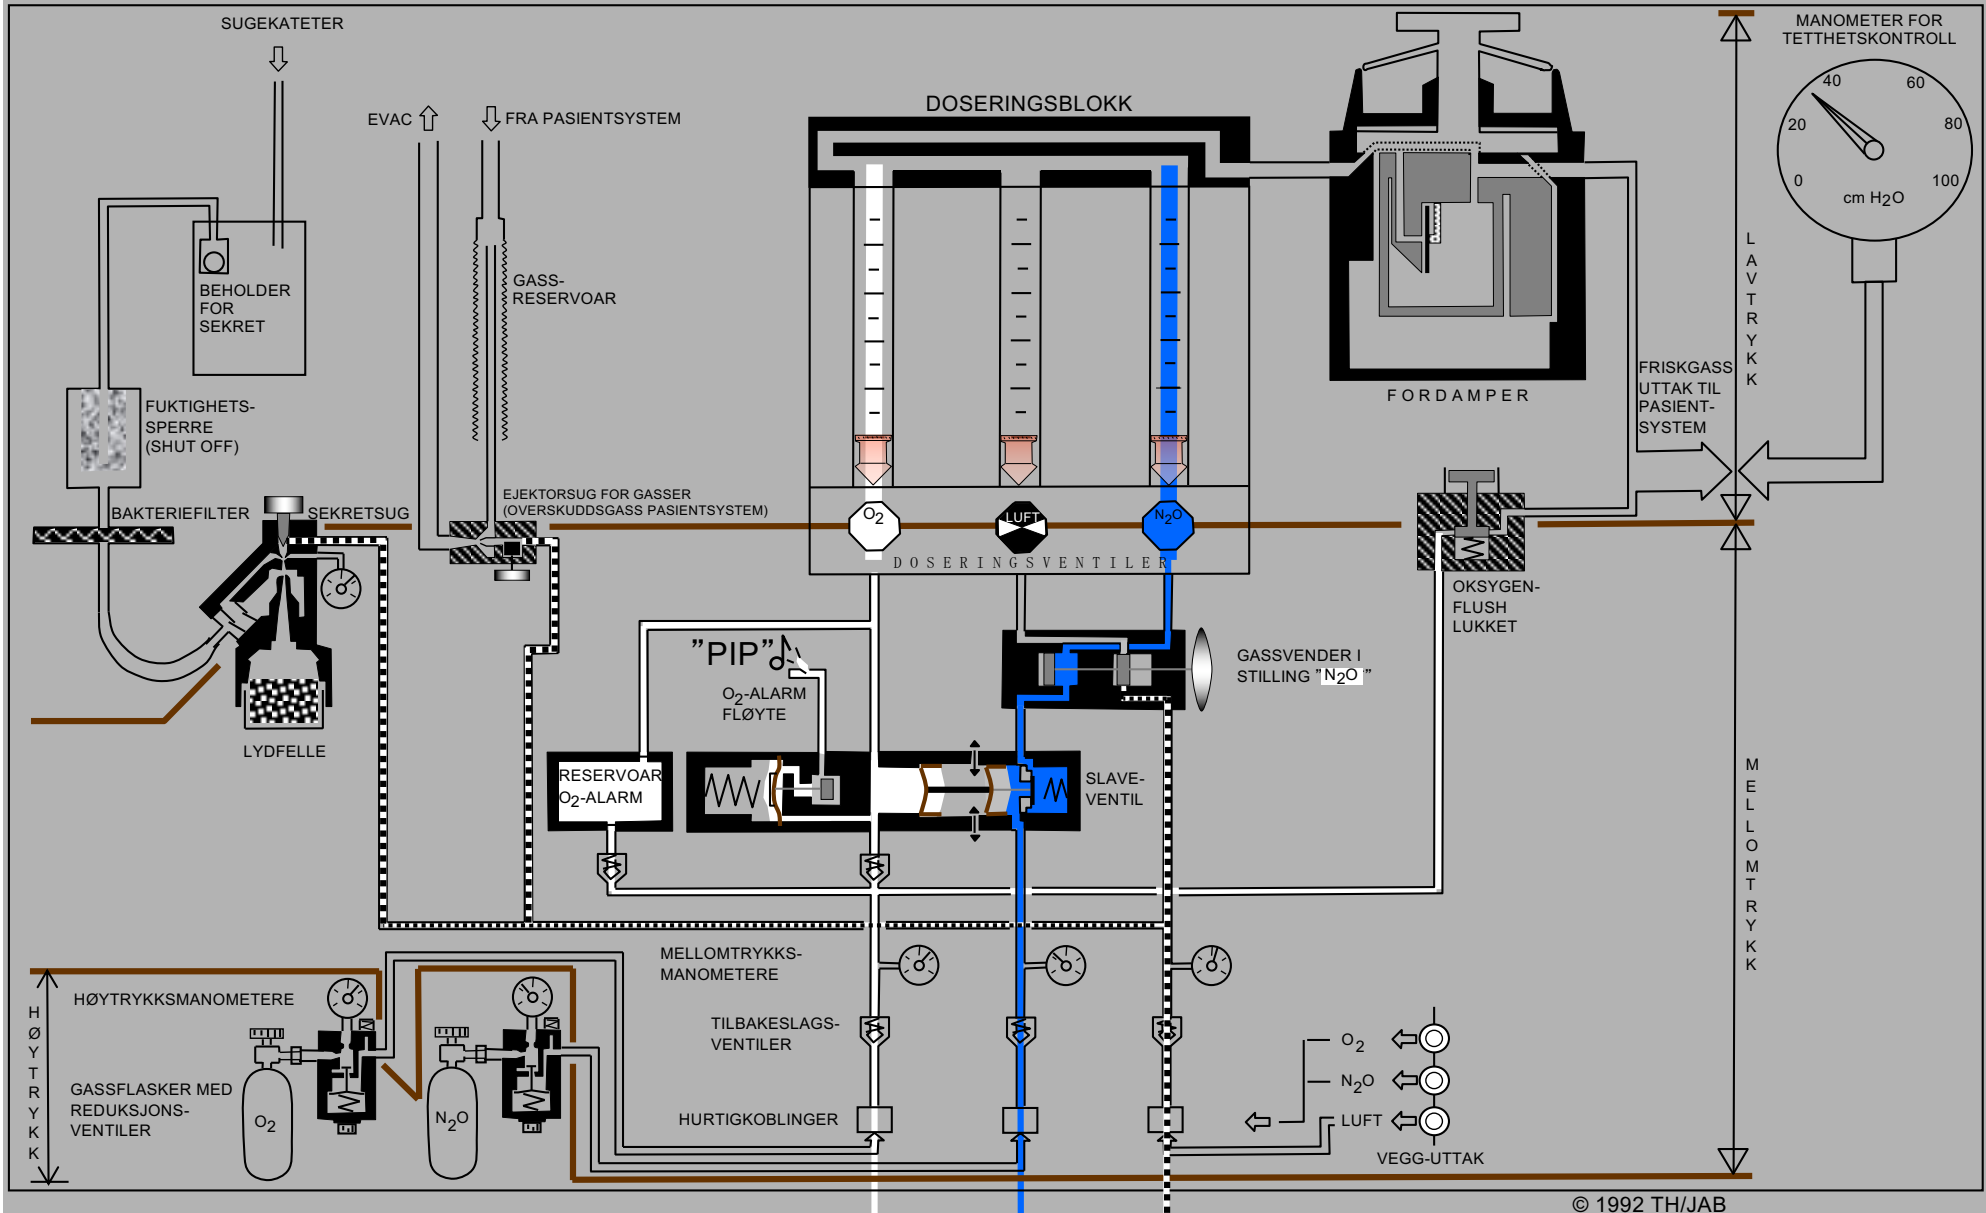 SUGEKATETER
EVAC
FRA PASIENTSYSTEM
DOSERINGSBLOKK
MANOMETER FOR
TETTHETSKONTROLL
0
20
40
60
80
100
cm H2O
BEHOLDER
FOR
SEKRET
GASS-
RESERVOAR
LAVTRYKK
FUKTIGHETS-
SPERRE
(SHUT OFF)
FORDAMPER
FRISKGASS
UTTAK TIL
PASIENT-
SYSTEM
BAKTERIEFILTER
SEKRETSUG
EJEKTORSUG FOR GASSER
(OVERSKUDDSGASS PASIENTSYSTEM)
O2
LUFT
N2O
DOSERINGSVENTILER
OKSYGEN-
FLUSH
LUKKET
"PIP"
O2-ALARM
FLØYTE
GASSVENDER I
STILLING "N2O"
LYDFELLE
RESERVOAR
O2-ALARM
SLAVE-
VENTIL
MELLOMTRYKK
MELLOMTRYKKS-
MANOMETERE
HØYTRYKK
HØYTRYKKSMANOMETERE
TILBAKESLAGS-
VENTILER
GASSFLASKER MED
REDUKSJONS-
VENTILER
O2
N2O
HURTIGKOBLINGER
O2
N2O
LUFT
VEGG-UTTAK
© 1992 TH/JAB